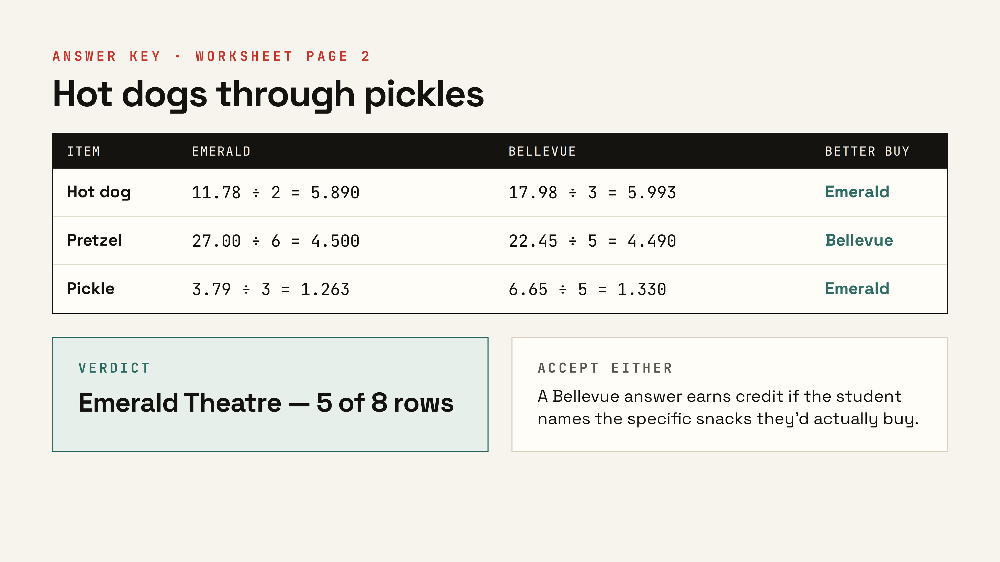 ANSWER KEY · WORKSHEET PAGE 2
Hot dogs through pickles
ITEM EMERALD BELLEVUE BETTER BUY
Hot dog 11.78 ÷ 2 = 5.890 17.98 ÷ 3 = 5.993 Emerald
Pretzel 27.00 ÷ 6 = 4.500 22.45 ÷ 5 = 4.490 Bellevue
Pickle 3.79 ÷ 3 = 1.263 6.65 ÷ 5 = 1.330 Emerald
VERDICT
Emerald Theatre — 5 of 8 rows
ACCEPT EITHER
A Bellevue answer earns credit if the student
names the specific snacks they’d actually buy.